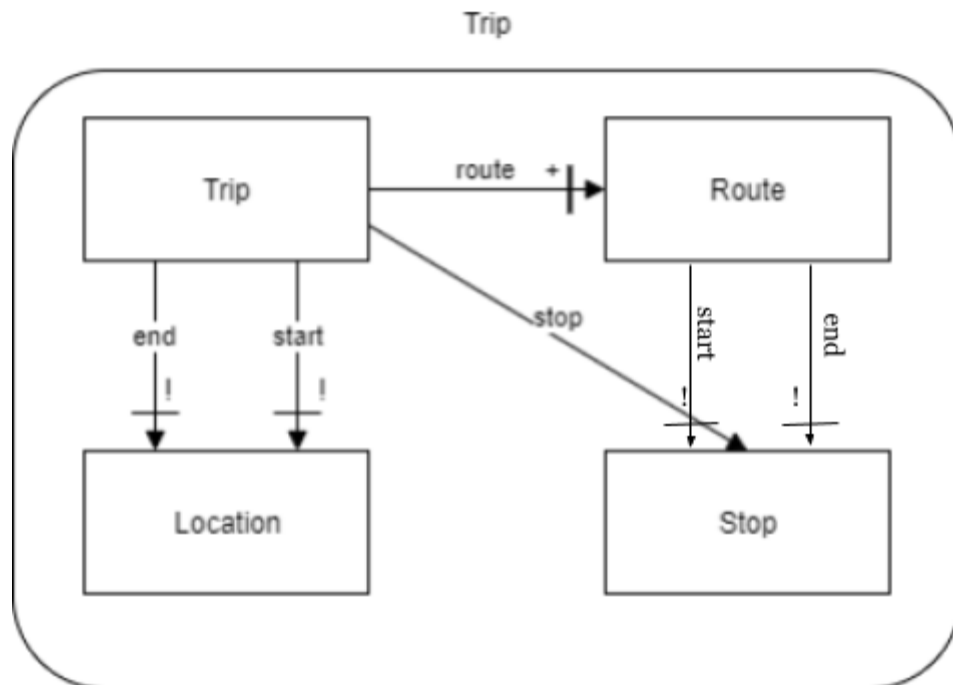 Trip
Trip
route +
Route
stop
end
start
start
end
!
!
!
!
Location
Stop